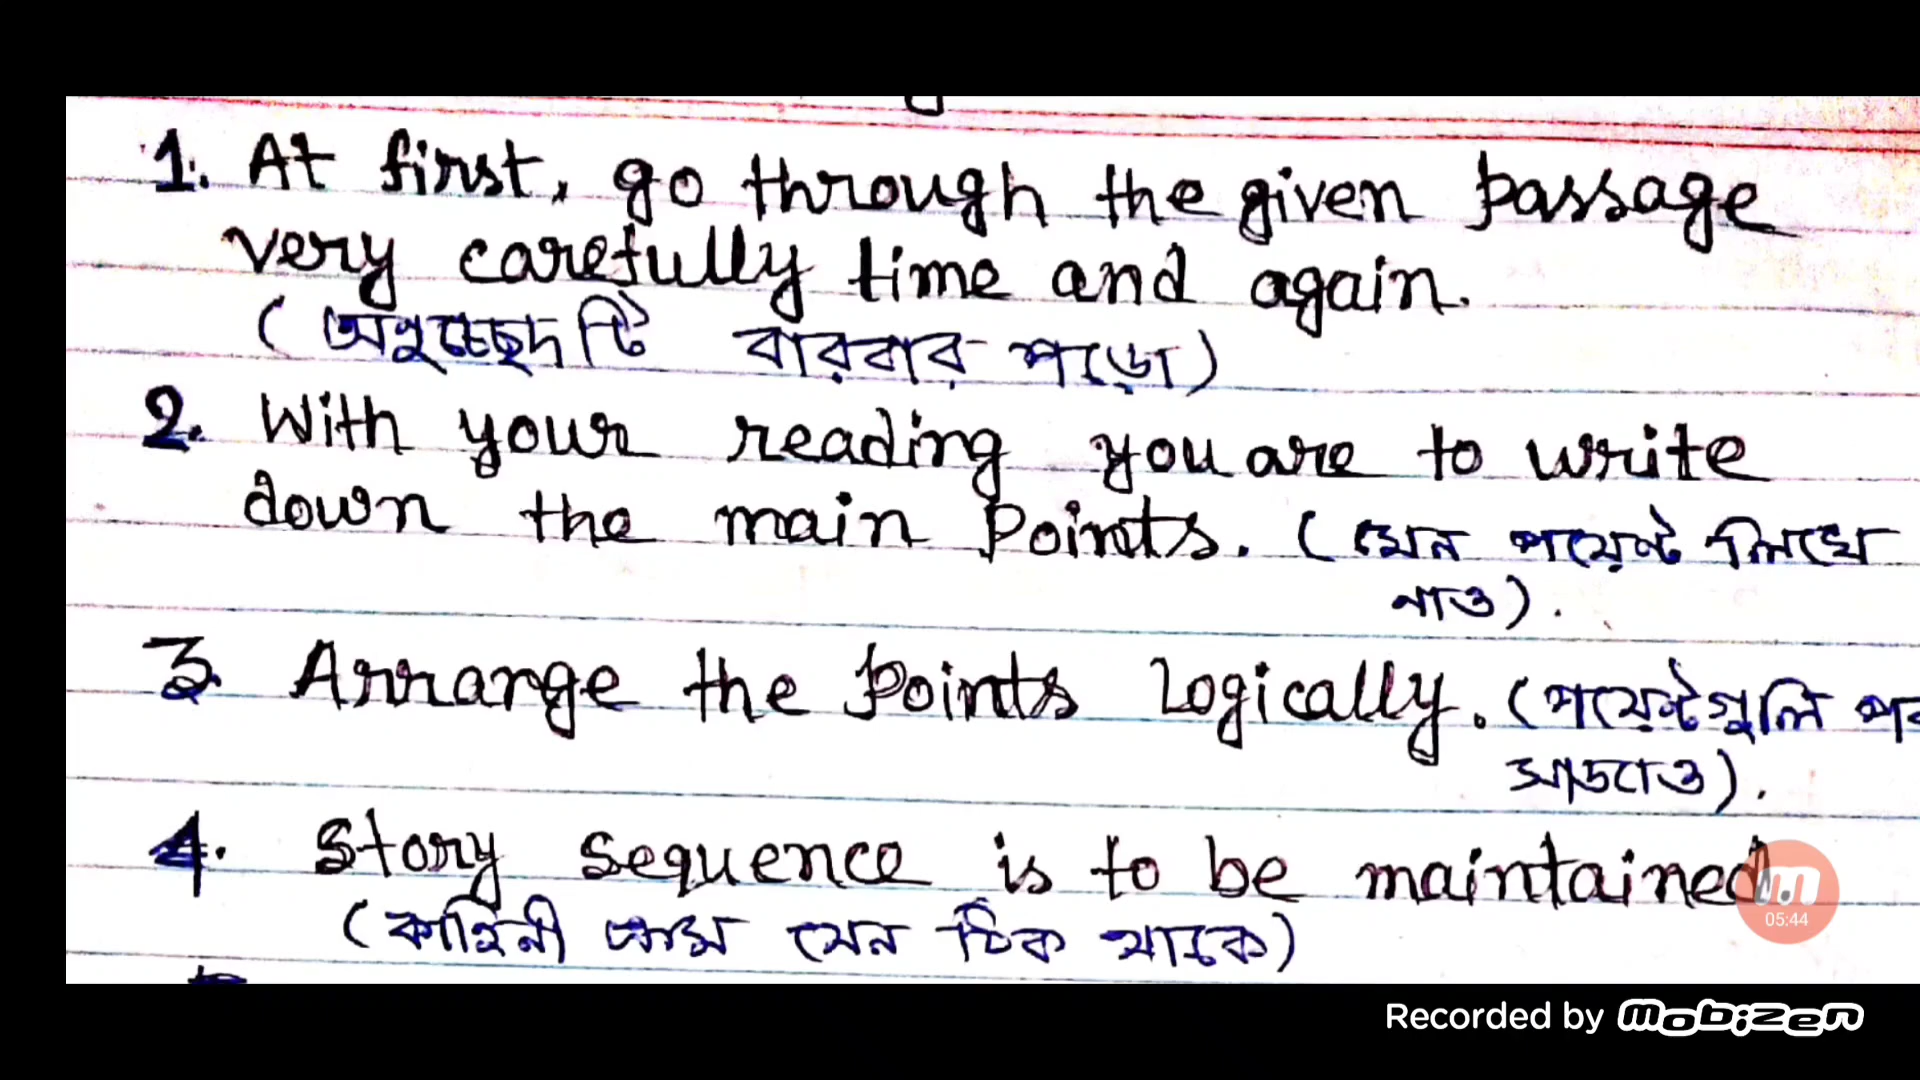 1. At first, go through the given passage
very carefully time and again.
(অনুচ্ছেদটি বারবার পড়ো)
2. With your reading you are to write
down the main points. (মেন পয়েন্ট লিখে
নাও).
3. Arrange the points logically. (পয়েন্টগুলি পর
সাজাও).
4. Story sequence is to be maintained
(কাহিনী ক্রম যেন ঠিক থাকে)
05:44
Recorded by mobizen